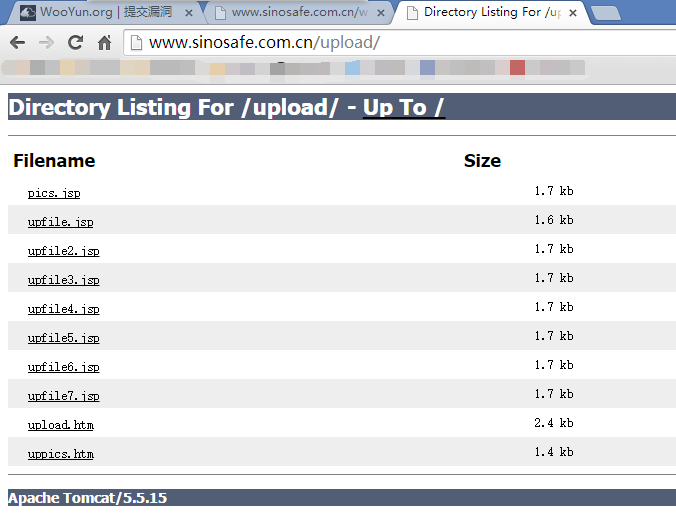 WooYun.org | 提交漏洞
www.sinosafe.com.cn/w
Directory Listing For /up
www.sinosafe.com.cn/upload/
Directory Listing For /upload/ - Up To /
Filename Size
pics.jsp 1.7 kb
upfile.jsp 1.6 kb
upfile2.jsp 1.7 kb
upfile3.jsp 1.7 kb
upfile4.jsp 1.7 kb
upfile5.jsp 1.7 kb
upfile6.jsp 1.7 kb
upfile7.jsp 1.7 kb
upload.htm 2.4 kb
uppics.htm 1.4 kb
Apache Tomcat/5.5.15